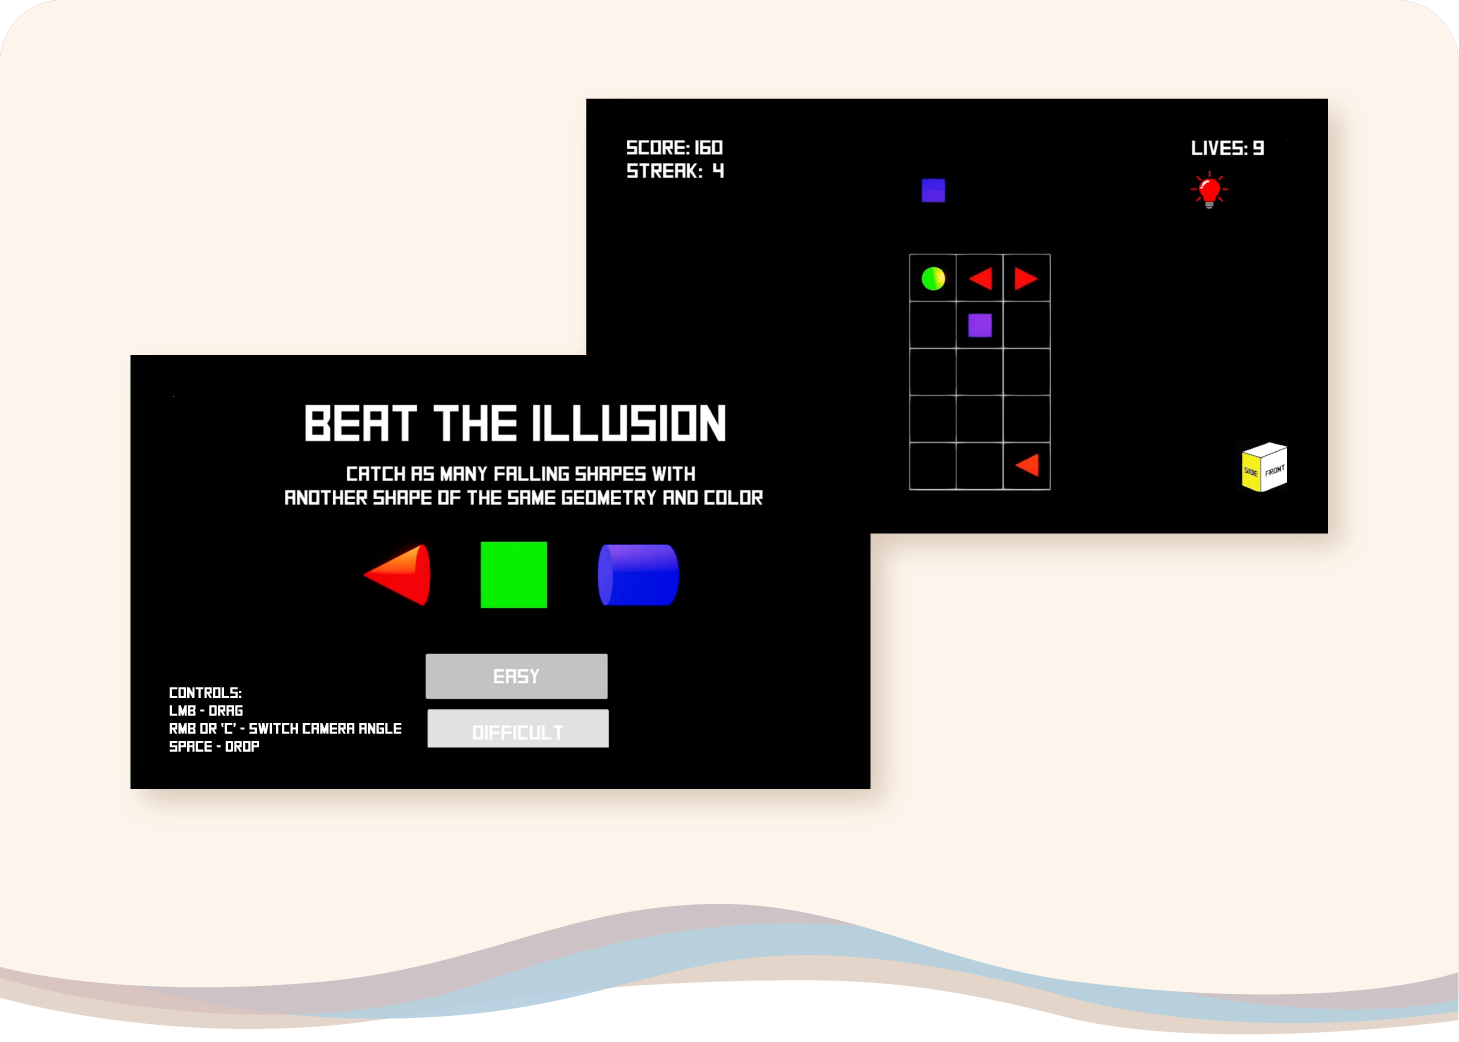 SCORE: 160
STREAK: 4
LIVES: 9
SIDE
FRONT
BEAT THE ILLUSION
CATCH AS MANY FALLING SHAPES WITH
ANOTHER SHAPE OF THE SAME GEOMETRY AND COLOR
EASY
DIFFICULT
CONTROLS:
LMB - DRAG
RMB OR 'C' - SWITCH CAMERA ANGLE
SPACE - DROP